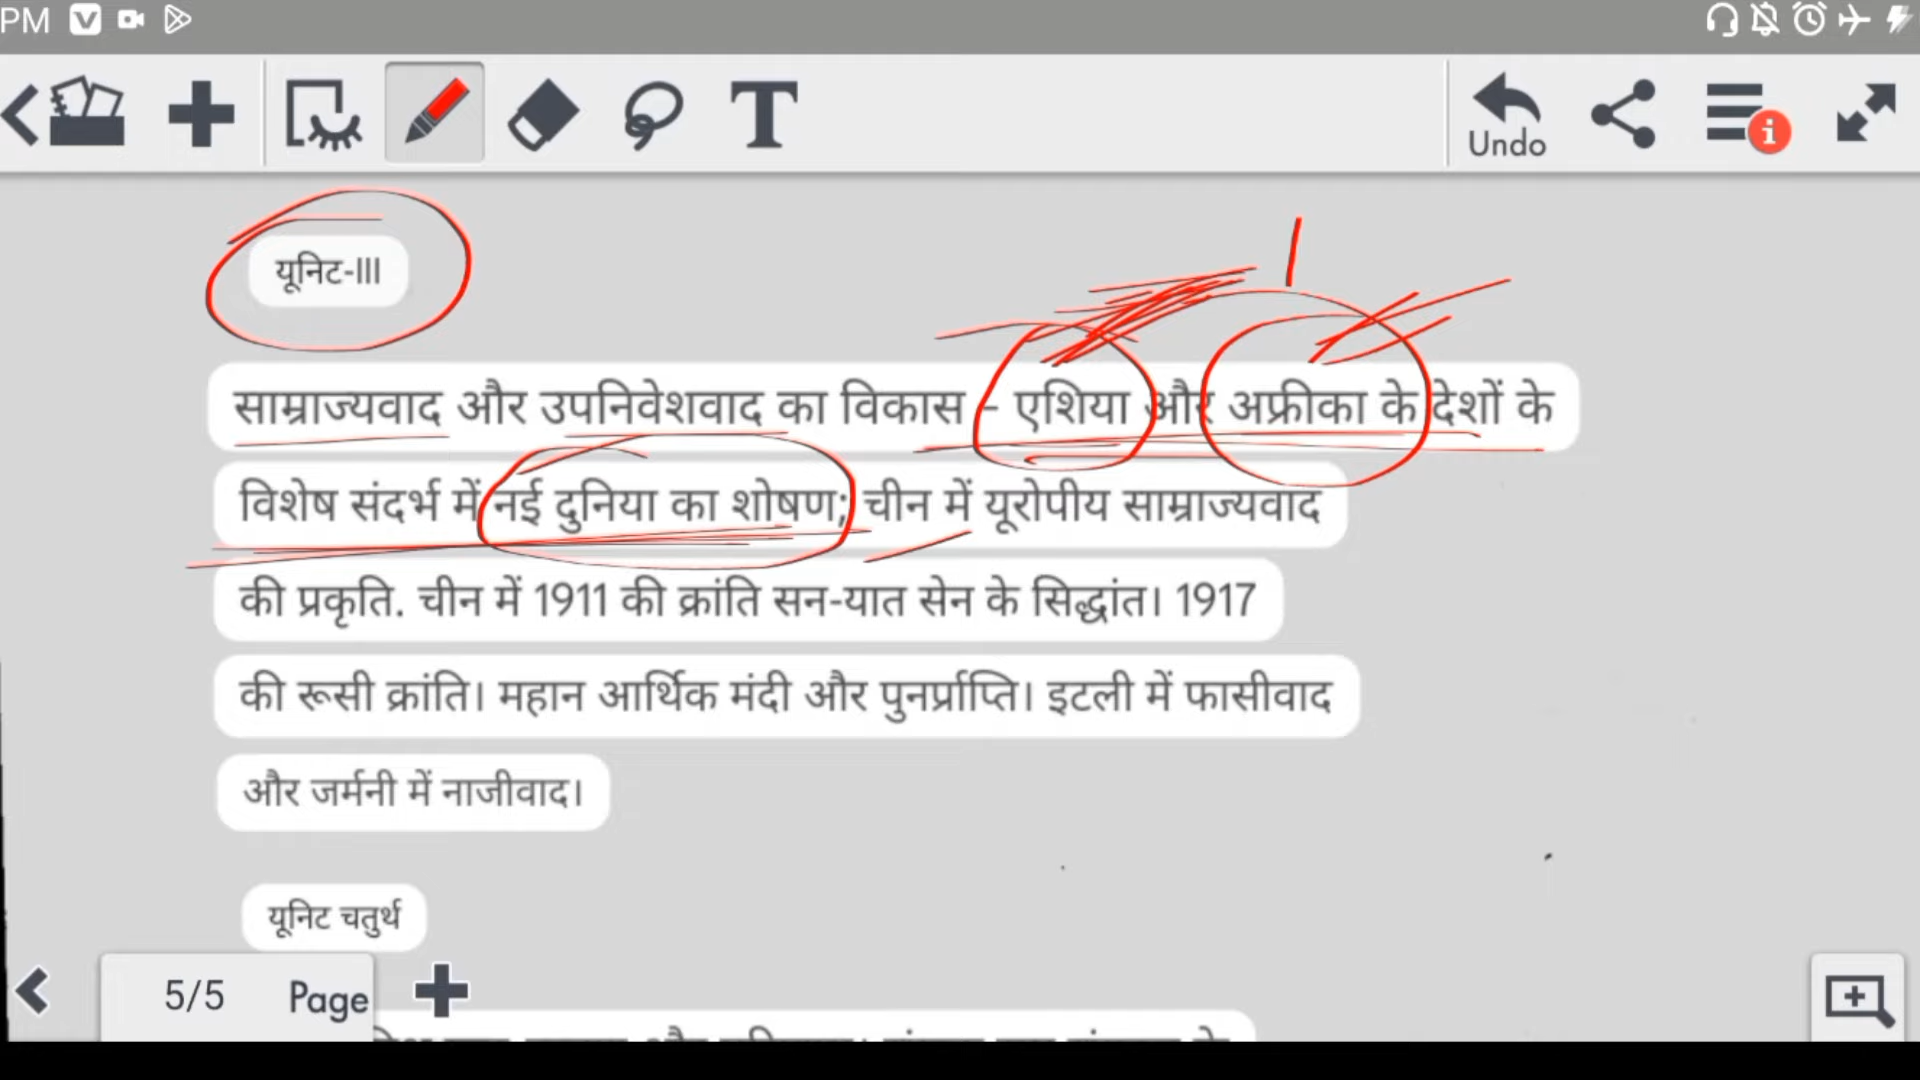 PM
Undo
यूनिट-III
साम्राज्यवाद और उपनिवेशवाद का विकास - एशिया और अफ्रीका के देशों के
विशेष संदर्भ में नई दुनिया का शोषण; चीन में यूरोपीय साम्राज्यवाद
की प्रकृति. चीन में 1911 की क्रांति सन-यात सेन के सिद्धांत। 1917
की रूसी क्रांति। महान आर्थिक मंदी और पुनर्प्राप्ति। इटली में फासीवाद
और जर्मनी में नाजीवाद।
यूनिट चतुर्थ
5/5 Page